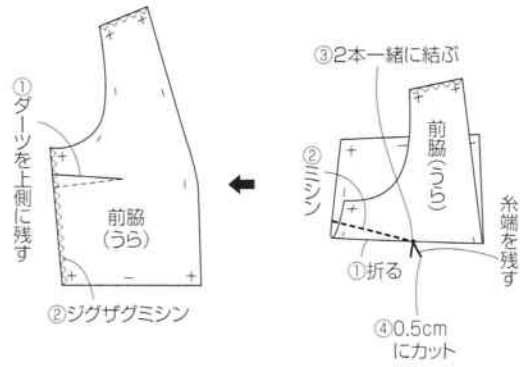 ③2本一緒に結ぶ
前脇(うら)
②ミシン
①折る
糸端を残す
④0.5cm
にカット
①ダーツを上側に残す
前脇
(うら)
②ジグザグミシン